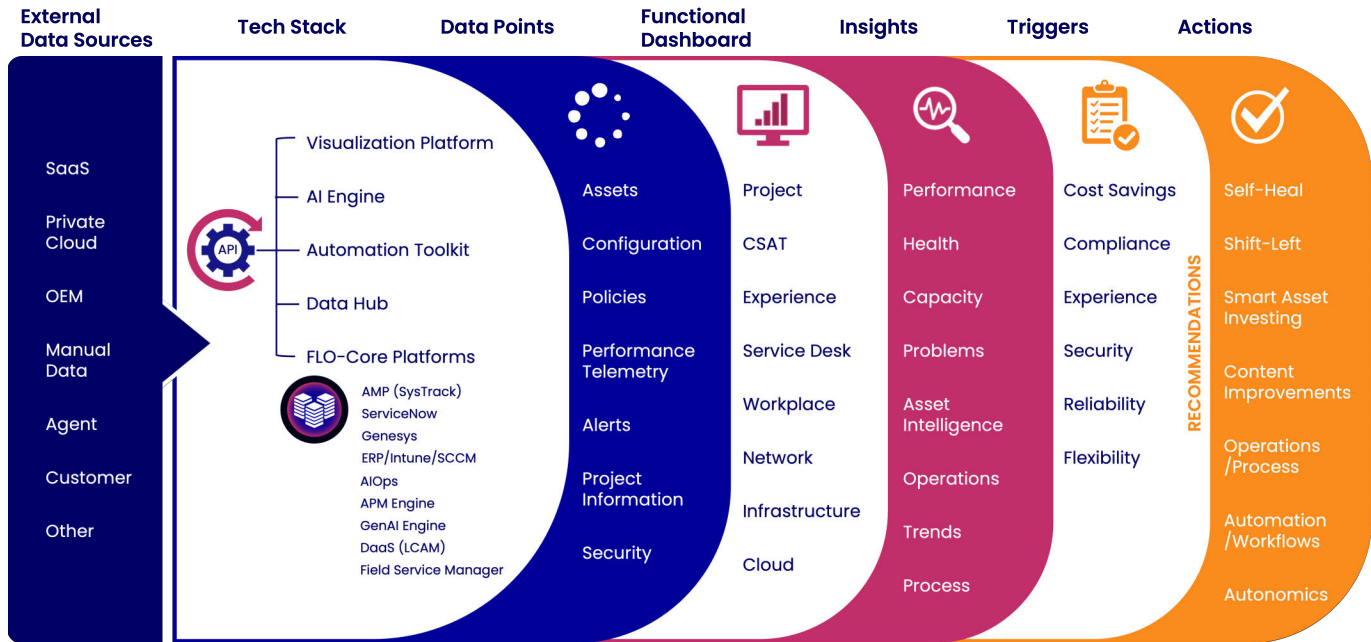 External
Data Sources
Tech Stack
Data Points
Functional
Dashboard
Insights
Triggers
Actions
SaaS
Private
Cloud
OEM
Manual
Data
Agent
Customer
Other
API
Visualization Platform
AI Engine
Automation Toolkit
Data Hub
FLO-Core Platforms
AMP (SysTrack)
ServiceNow
Genesys
ERP/Intune/SCCM
AIOps
APM Engine
GenAI Engine
DaaS (LCAM)
Field Service Manager
Assets
Configuration
Policies
Performance
Telemetry
Alerts
Project
Information
Security
Project
CSAT
Experience
Service Desk
Workplace
Network
Infrastructure
Cloud
Performance
Health
Capacity
Problems
Asset
Intelligence
Operations
Trends
Process
Cost Savings
Compliance
Experience
Security
Reliability
Flexibility
RECOMMENDATIONS
Self-Heal
Shift-Left
Smart Asset
Investing
Content
Improvements
Operations
/Process
Automation
/Workflows
Autonomics